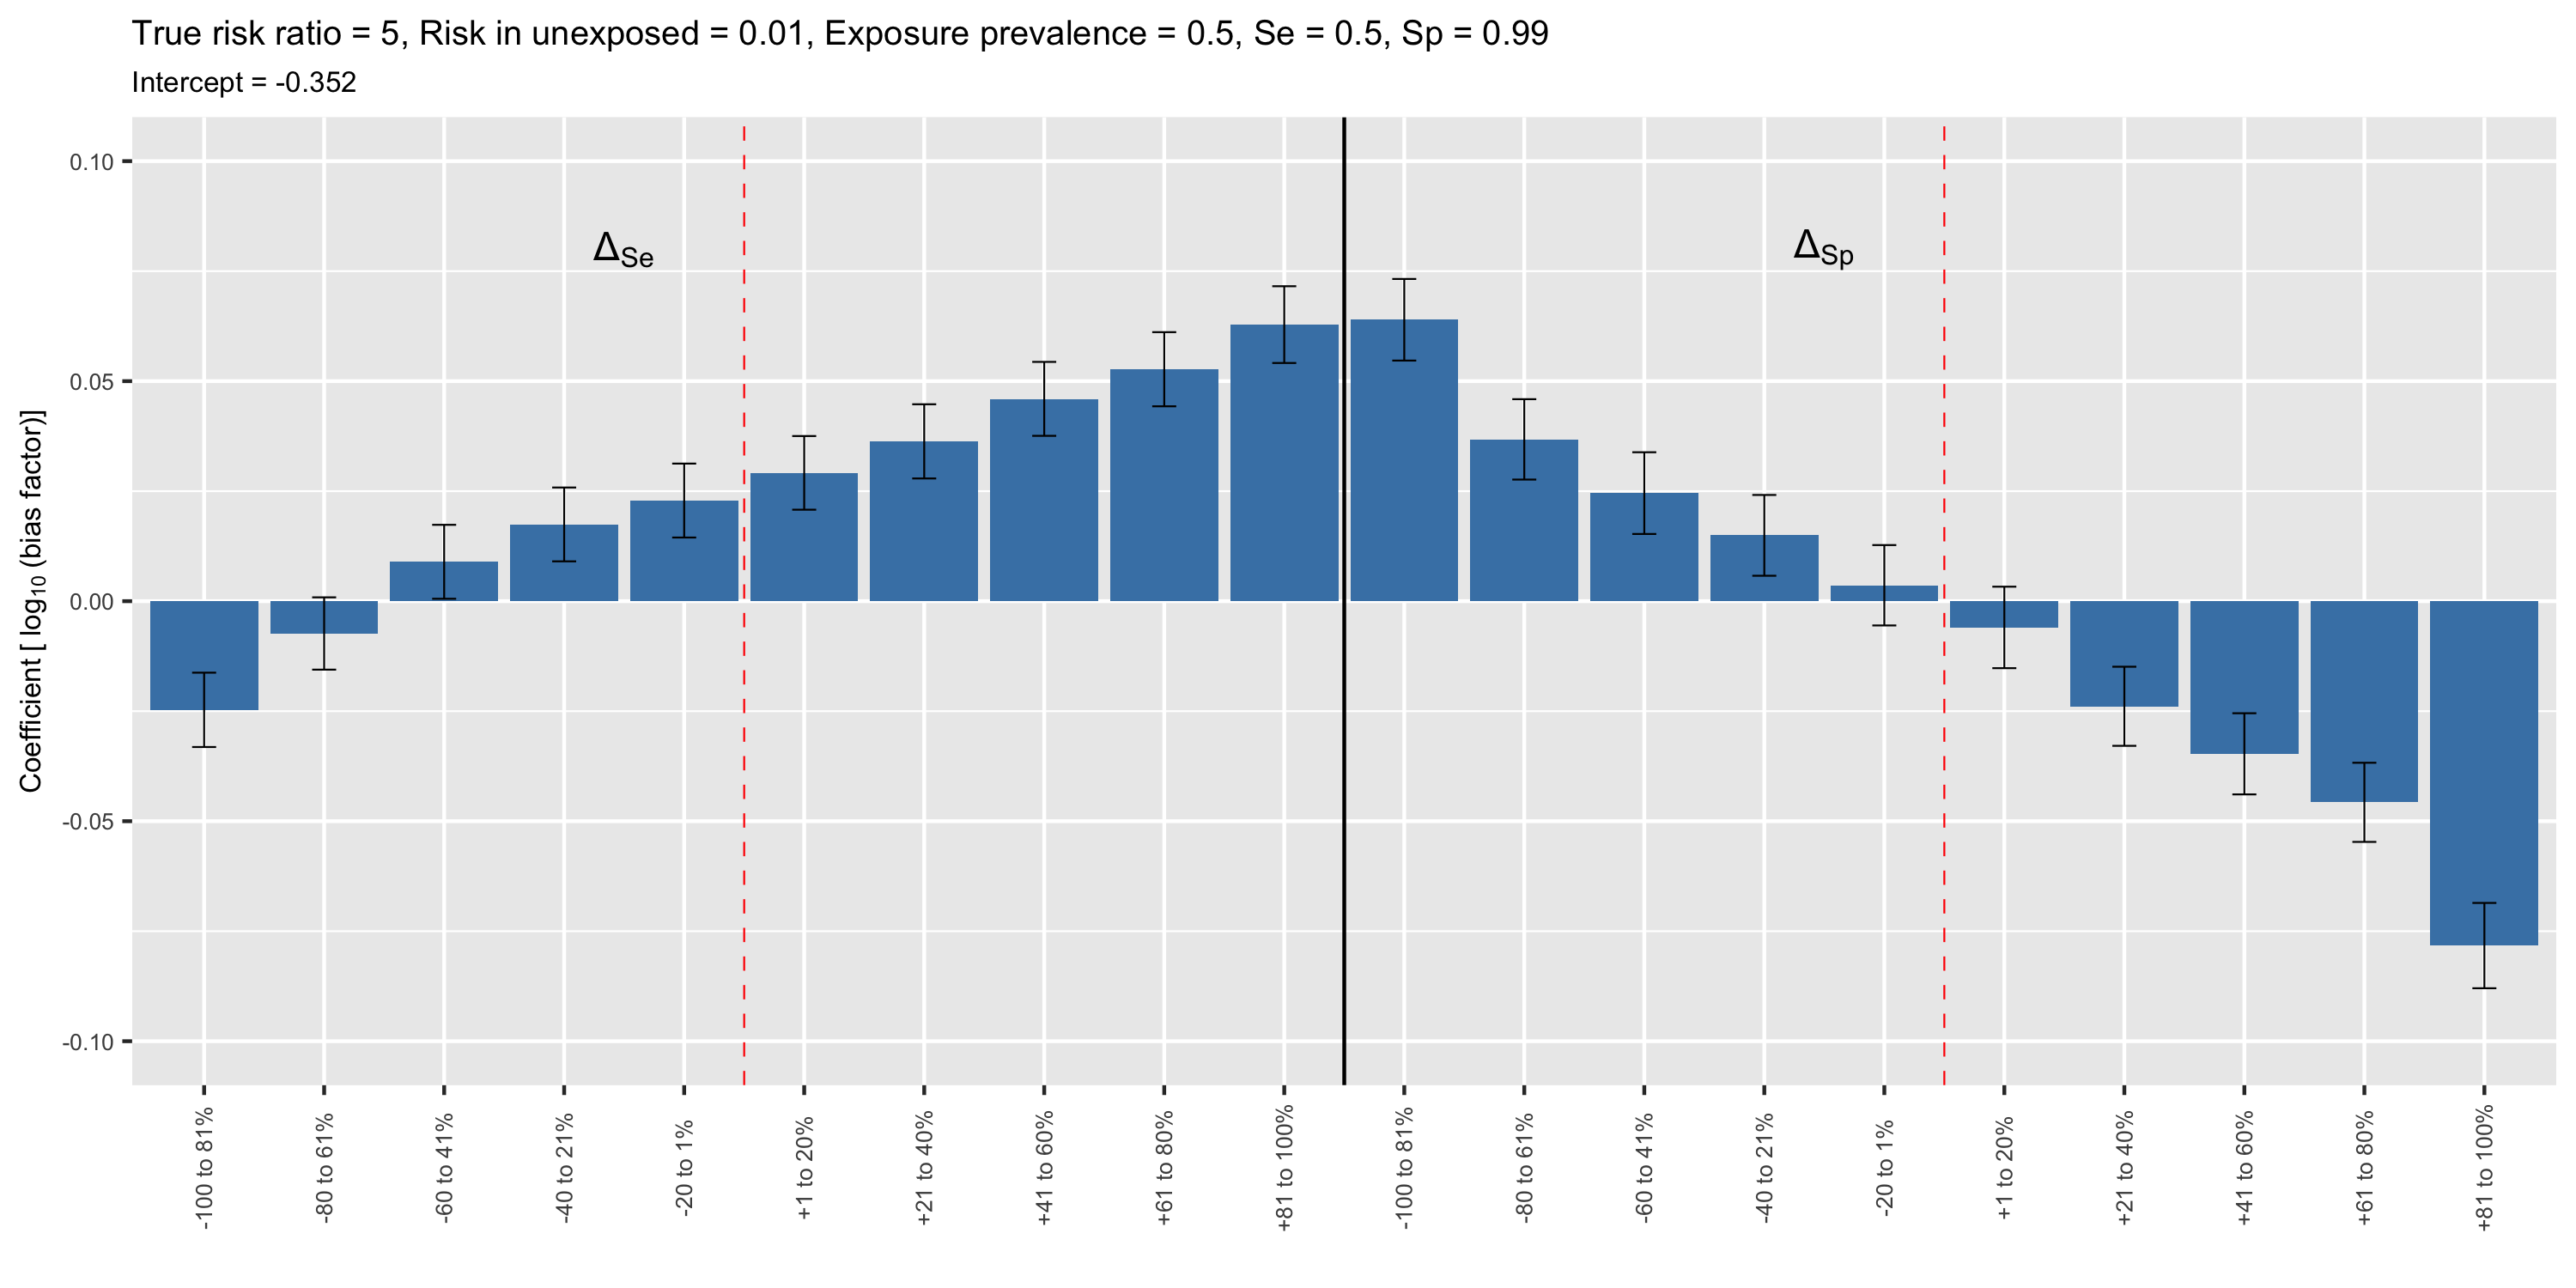 True risk ratio = 5, Risk in unexposed = 0.01, Exposure prevalence = 0.5, Se = 0.5, Sp = 0.99
Intercept = -0.352
Coefficient [ log10 (bias factor)]
0.10
0.05
0.00
-0.05
-0.10
ΔSe
ΔSp
-100 to 81%
-80 to 61%
-60 to 41%
-40 to 21%
-20 to 1%
+1 to 20%
+21 to 40%
+41 to 60%
+61 to 80%
+81 to 100%
-100 to 81%
-80 to 61%
-60 to 41%
-40 to 21%
-20 to 1%
+1 to 20%
+21 to 40%
+41 to 60%
+61 to 80%
+81 to 100%